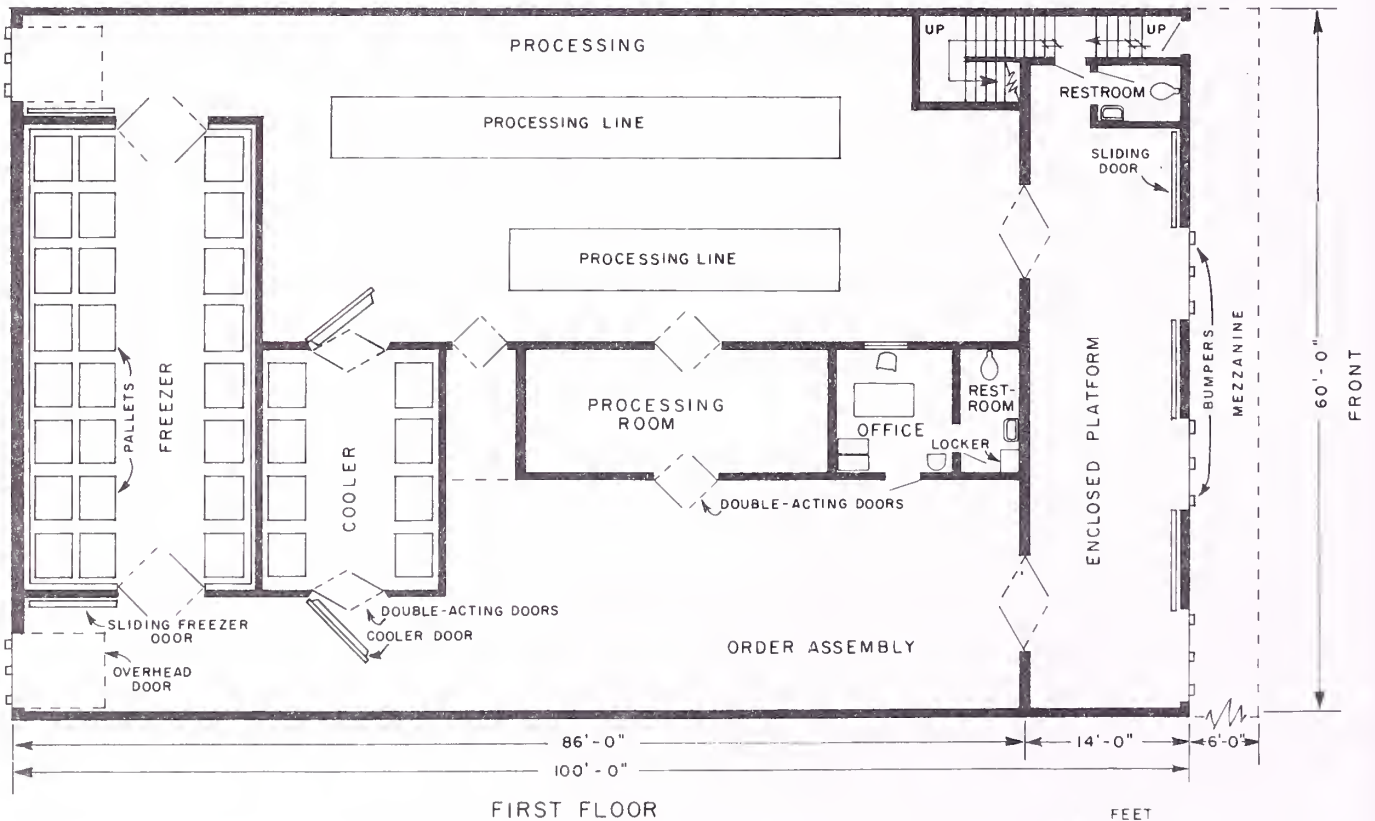 PROCESSING
UP
UP
PROCESSING LINE
RESTROOM
SLIDING
DOOR
PROCESSING LINE
PALLETS
FREEZER
COOLER
PROCESSING
ROOM
OFFICE
REST-
ROOM
LOCKER
ENCLOSED PLATFORM
BUMPERS
MEZZANINE
60'-0"
FRONT
DOUBLE-ACTING DOORS
DOUBLE-ACTING DOORS
COOLER DOOR
SLIDING FREEZER
OOOR
OVERHEAD
DOOR
ORDER ASSEMBLY
86'-0"
14'-0"
6'-0"
100'-0"
FIRST FLOOR
FEET